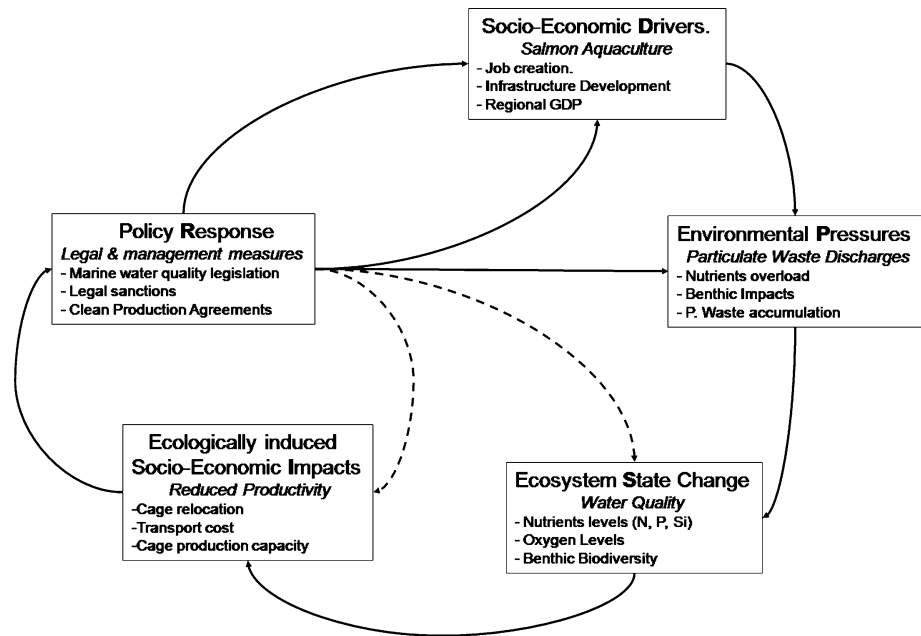 Socio-Economic Drivers.
Salmon Aquaculture
- Job creation.
- Infrastructure Development
- Regional GDP
Policy Response
Legal & management measures
- Marine water quality legislation
- Legal sanctions
- Clean Production Agreements
Environmental Pressures
Particulate Waste Discharges
- Nutrients overload
- Benthic Impacts
- P. Waste accumulation
Ecologically induced
Socio-Economic Impacts
Reduced Productivity
-Cage relocation
-Transport cost
-Cage production capacity
Ecosystem State Change
Water Quality
- Nutrients levels (N, P, Si)
- Oxygen Levels
- Benthic Biodiversity